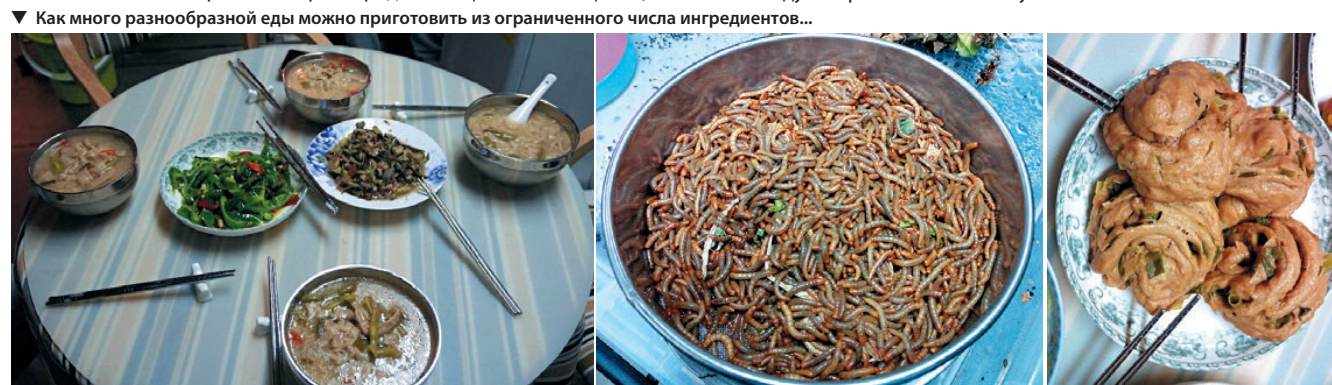 ▼ Как много разнообразной еды можно приготовить из ограниченного числа ингредиентов...